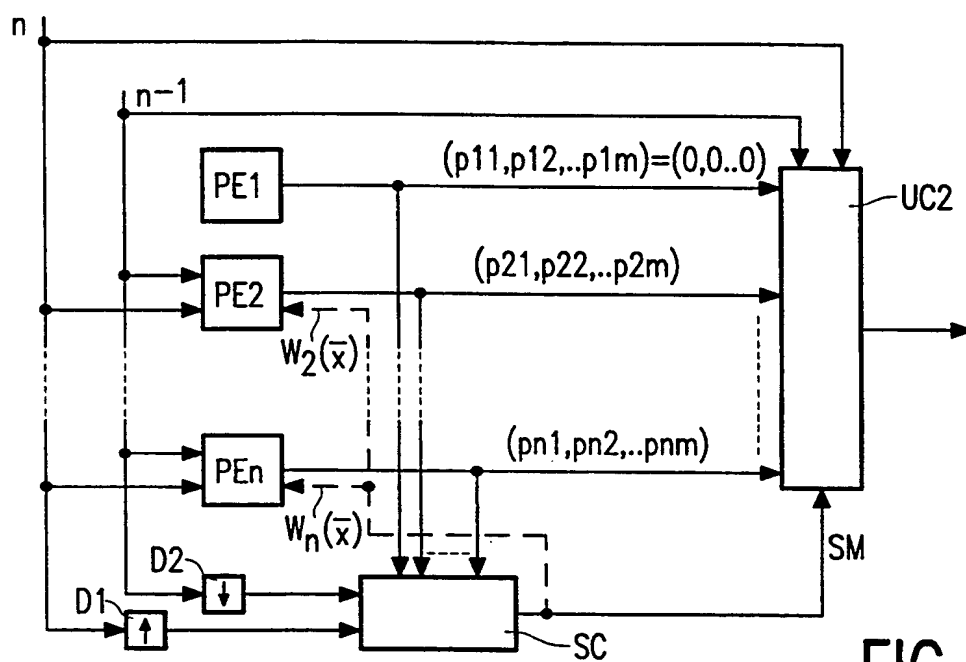 n
n-1
(p11,p12,..p1m)=(0,0..0)
PE1
UC2
(p21,p22,..p2m)
PE2
W2(x̅)
(pn1,pn2,..pnm)
PEn
Wn(x̅)
SM
D2
↓
D1
↑
SC
FIG